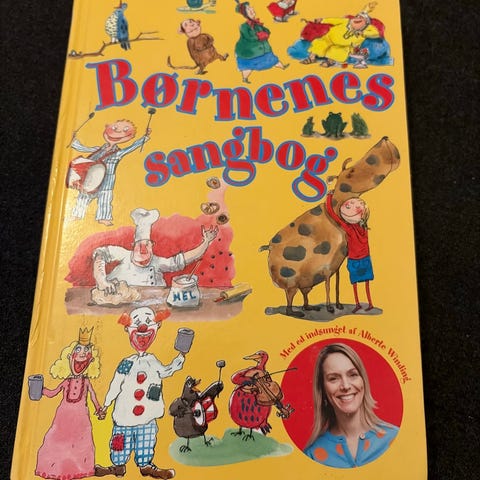 Børnenes
sangbog
MEL
Med cd indsunget af Alberte Winding